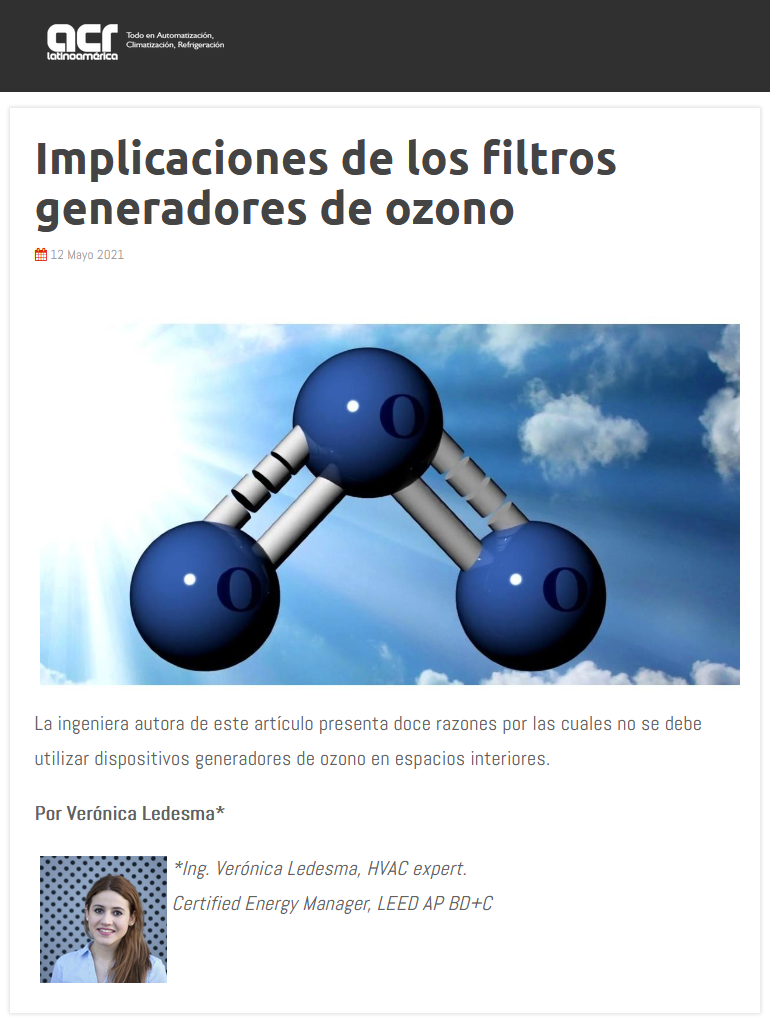 acr
latinoamérica
Todo en Automatización,
Climatización, Refrigeración
Implicaciones de los filtros
generadores de ozono
12 Mayo 2021
O
O
O
La ingeniera autora de este artículo presenta doce razones por las cuales no se debe
utilizar dispositivos generadores de ozono en espacios interiores.
Por Verónica Ledesma*
*Ing. Verónica Ledesma, HVAC expert.
Certified Energy Manager, LEED AP BD+C